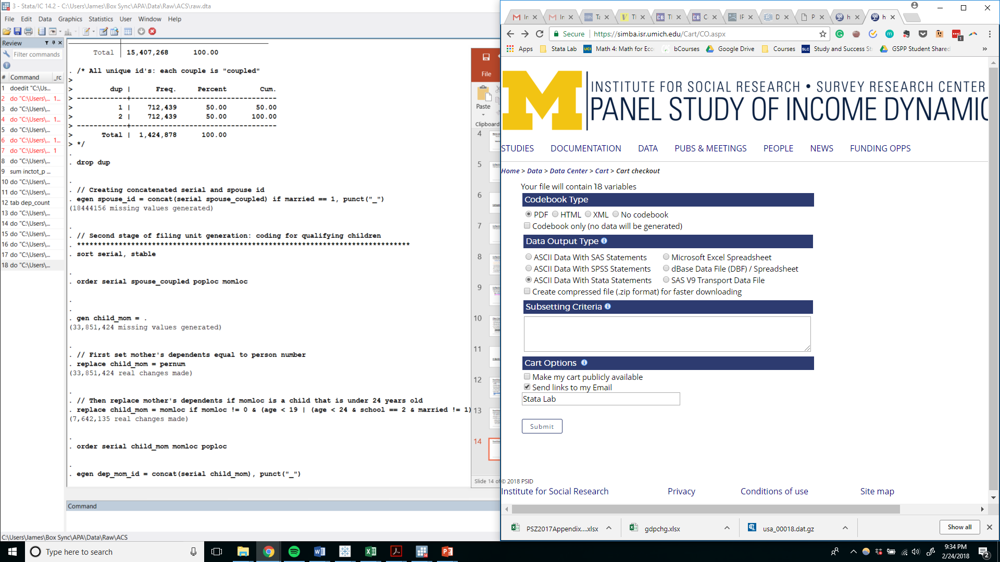 3 - Stata/IC 14.2 - C:\Users\James\Box Sync\APA\Data\Raw\ACS\raw.dta
File Edit Data Graphics Statistics User Window Help
Review
Filter commands
# Command _rc
1 doedit "C:\Us...
2 do "C:\Users\... 1...
3 do "C:\Users\...
4 do "C:\Users\... 1...
5 do "C:\Users\...
6 do "C:\Users\... 1...
7 do "C:\Users\... 1
8 do "C:\Users\...
9 sum inctot_p ...
10 do "C:\Users\...
11 do "C:\Users\...
12 tab dep_count
13 do "C:\Users\...
14 do "C:\Users\...
15 do "C:\Users\...
16 do "C:\Users\...
17 do "C:\Users\...
18 do "C:\Users\...
Total | 15,407,268 100.00
. /* All unique id's: each couple is "coupled"
>
> dup | Freq. Percent Cum.
> ------------+-----------------------------------
> 1 | 712,439 50.00 50.00
> 2 | 712,439 50.00 100.00
> ------------+-----------------------------------
> Total | 1,424,878 100.00
> */
.
. drop dup
.
. // Creating concatenated serial and spouse id
. egen spouse_id = concat(serial spouse_coupled) if married == 1, punct("_")
(18444156 missing values generated)
.
. // Second stage of filing unit generation: coding for qualifying children
. ********************************************************************************
. sort serial, stable
.
. order serial spouse_coupled poploc momloc
.
.
. gen child_mom = .
(33,851,424 missing values generated)
.
. // First set mother's dependents equal to person number
. replace child_mom = pernum
(33,851,424 real changes made)
.
. // Then replace mother's dependents if momloc is a child that is under 24 years old
. replace child_mom = momloc if momloc != 0 & (age < 19 | (age < 24 & school == 2 & married != 1)
(7,642,135 real changes made)
.
. order serial child_mom momloc poploc
.
. egen dep_mom_id = concat(serial child_mom), punct("_")
Command
C:\Users\James\Box Sync\APA\Data\Raw\ACS
File
Paste
Clipboard
4
5
6
7
8
9
10
11
12
13
14
Slide 14 of
In In Ta Th CB Th CB C IP D P h h
Secure https://simba.isr.umich.edu/Cart/CO.aspx
Apps Stata Lab UCI Math 4: Math for Eco bCourses Google Drive Courses SLC Study and Success St GSPP Student Shared »
M INSTITUTE FOR SOCIAL RESEARCH • SURVEY RESEARCH CENTER
PANEL STUDY OF INCOME DYNAMIC
STUDIES DOCUMENTATION DATA PUBS & MEETINGS PEOPLE NEWS FUNDING OPPS
Home > Data > Data Center > Cart > Cart checkout
Your file will contain 18 variables
Codebook Type
PDF HTML XML No codebook
Codebook only (no data will be generated)
Data Output Type
ASCII Data With SAS Statements Microsoft Excel Spreadsheet
ASCII Data With SPSS Statements dBase Data File (DBF) / Spreadsheet
ASCII Data With Stata Statements SAS V9 Transport Data File
Create compressed file (.zip format) for faster downloading
Subsetting Criteria
Cart Options
Make my cart publicly available
Send links to my Email
Stata Lab
Submit
© 2018 PSID
Institute for Social Research Privacy Conditions of use Site map
PSZ2017Appendix....xlsx gdpchg.xlsx usa_00018.dat.gz Show all
Type here to search
9:34 PM
2/24/2018
2